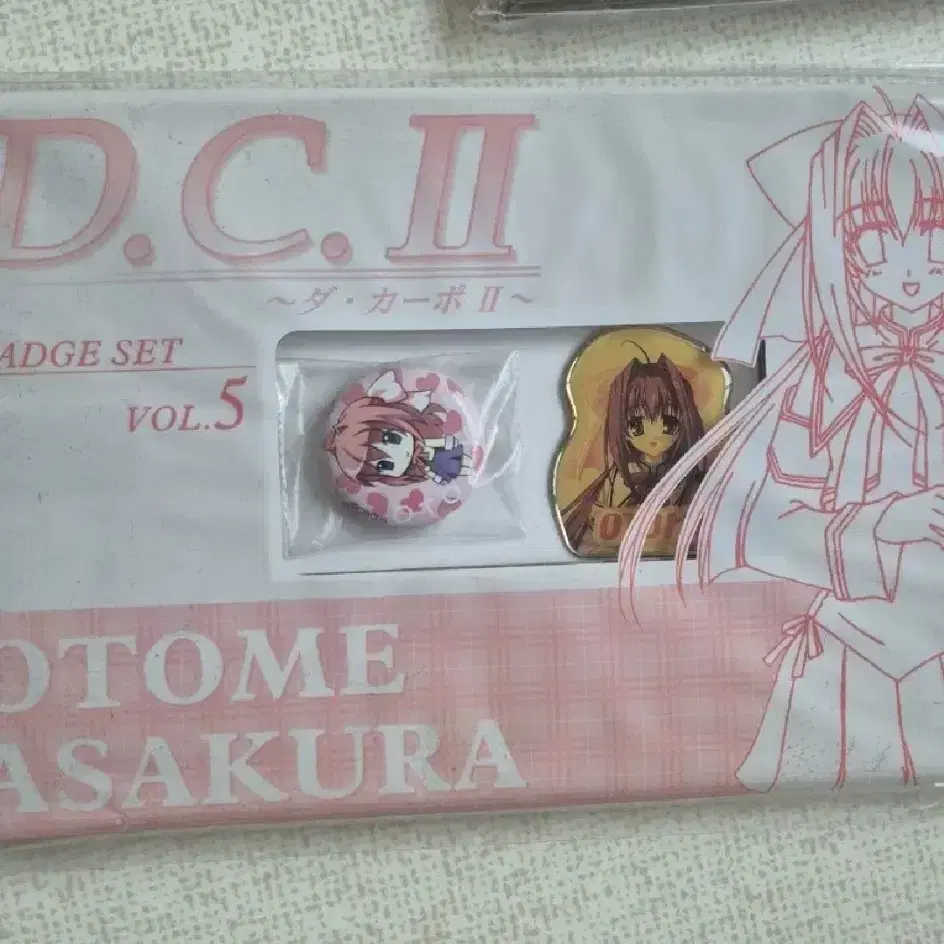 D.C.II
～ダ・カーポⅡ～
ADGE SET
VOL.5
OTOME
ASAKURA